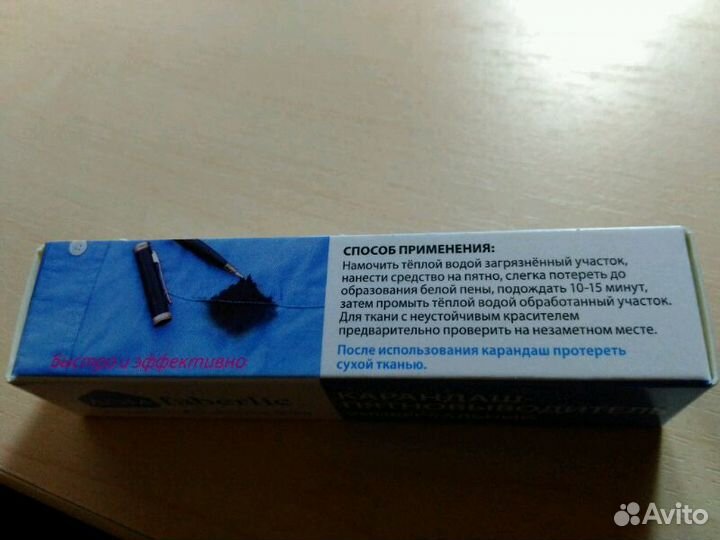 СПОСОБ ПРИМЕНЕНИЯ:
Намочить тёплой водой загрязнённый участок,
нанести средство на пятно, слегка потереть до
образования белой пены, подождать 10-15 минут,
затем промыть тёплой водой обработанный участок.
Для ткани с неустойчивым красителем
предварительно проверить на незаметном месте.
После использования карандаш протереть
сухой тканью.
Быстро и эффективно
faberlic
КАРАНДАШ-
ПЯТНОВЫВОДИТЕЛЬ
Avito